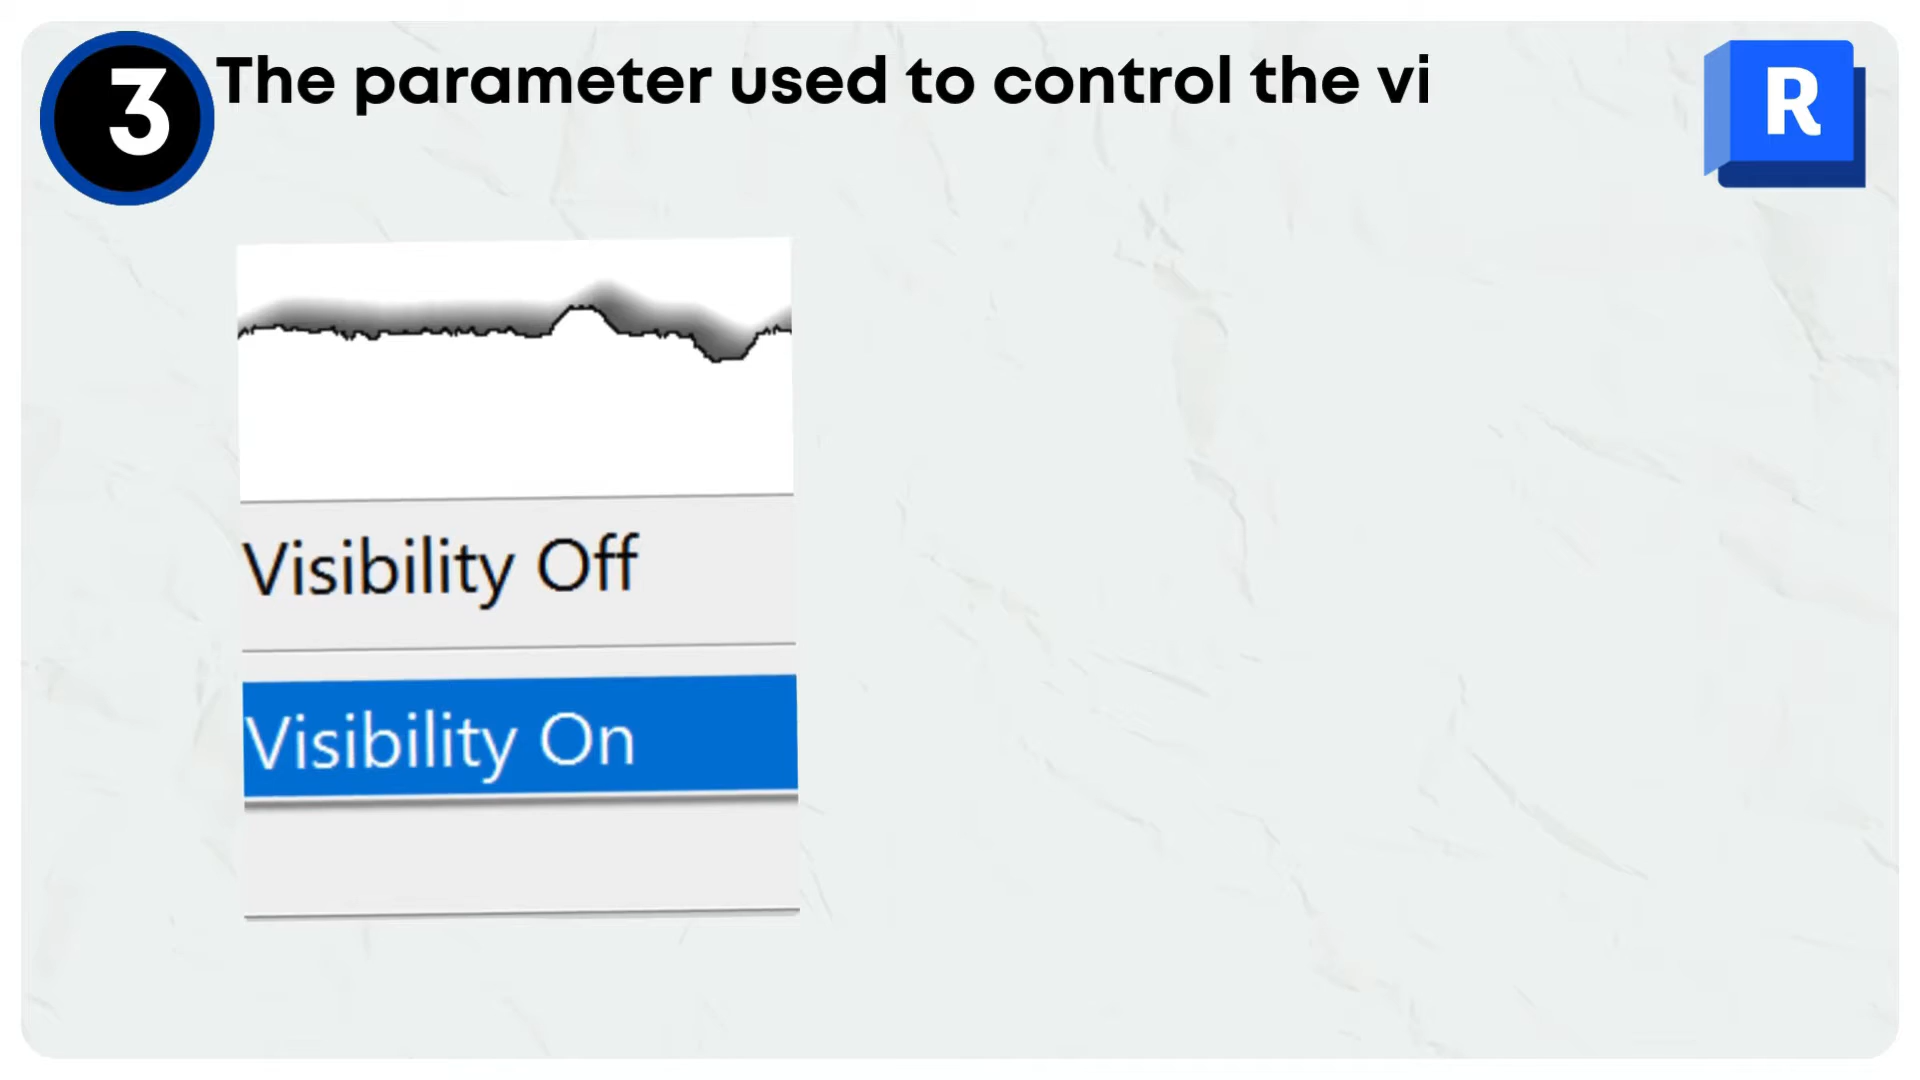 3
The parameter used to control the vi
R
Visibility Off
Visibility On